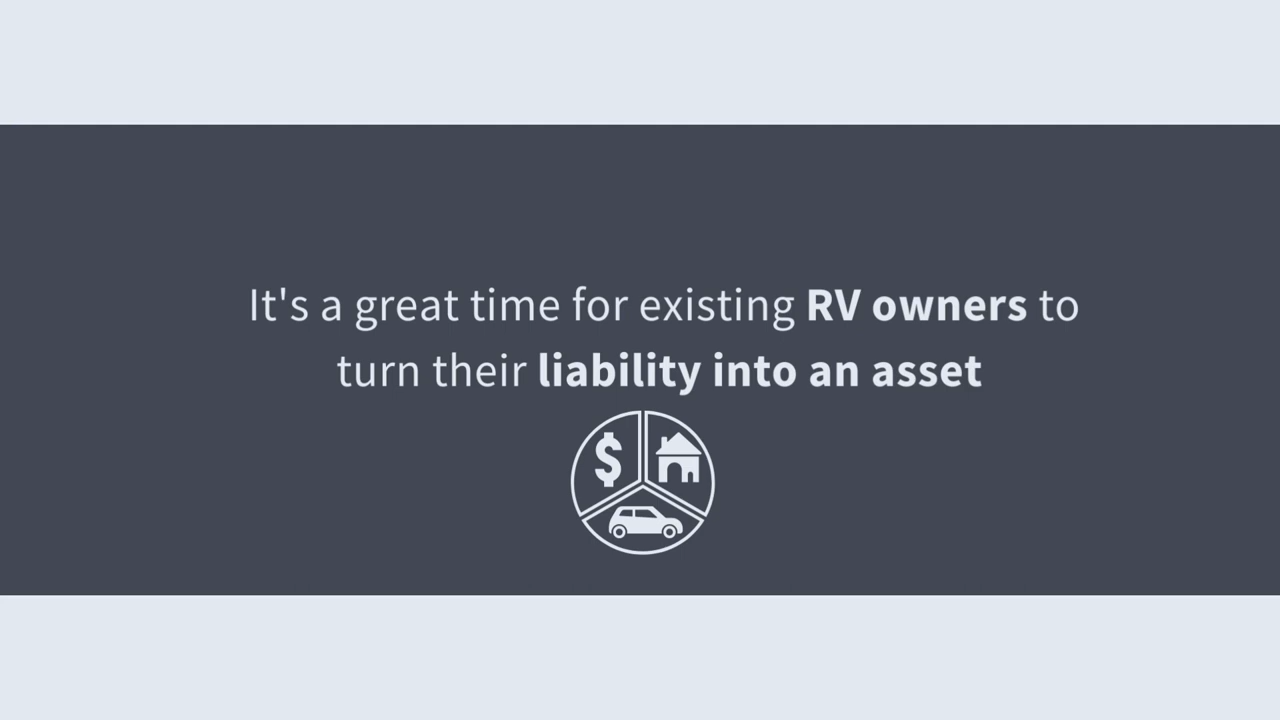 It's a great time for existing RV owners to
turn their liability into an asset
$